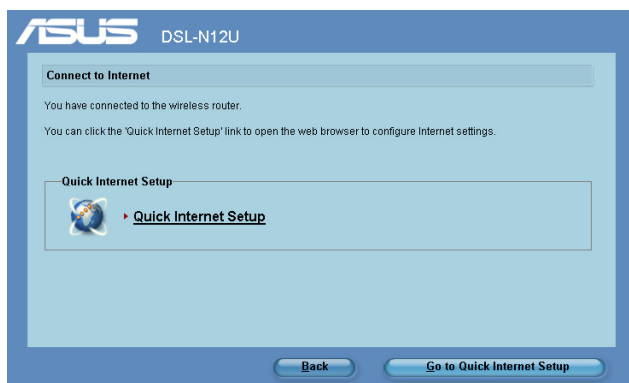 ASUS DSL-N12U
Connect to Internet
You have connected to the wireless router.
You can click the 'Quick Internet Setup' link to open the web browser to configure Internet settings.
Quick Internet Setup
Quick Internet Setup
Back Go to Quick Internet Setup